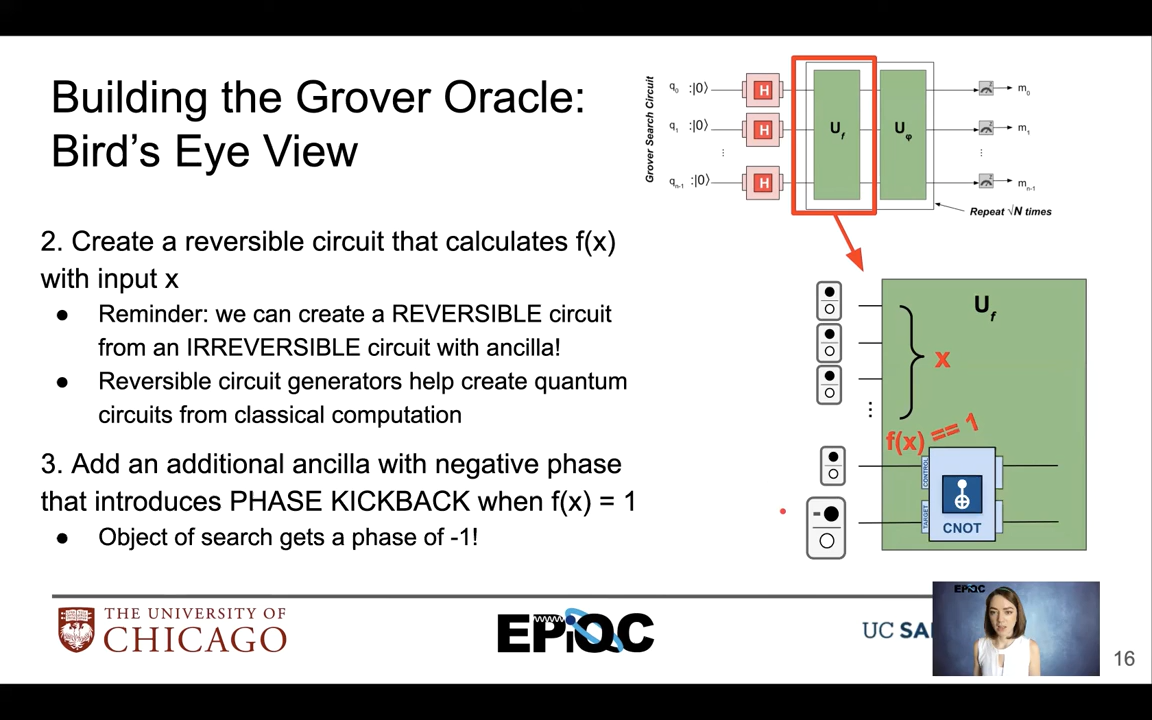 Building the Grover Oracle:
Bird's Eye View
2. Create a reversible circuit that calculates f(x)
with input x
● Reminder: we can create a REVERSIBLE circuit
from an IRREVERSIBLE circuit with ancilla!
● Reversible circuit generators help create quantum
circuits from classical computation
3. Add an additional ancilla with negative phase
that introduces PHASE KICKBACK when f(x) = 1
● Object of search gets a phase of -1!
Grover Search Circuit
q0 :|0⟩ H m0
q1 :|0⟩ H Uf Uφ m1
⋮ ⋮
qn-1 :|0⟩ H mn-1
Repeat √N times
Uf
x
⋮
f(x) == 1
CONTROL
-
TARGET
CNOT
THE UNIVERSITY OF
CHICAGO
EPiQC
UC SA
EPiQC
16